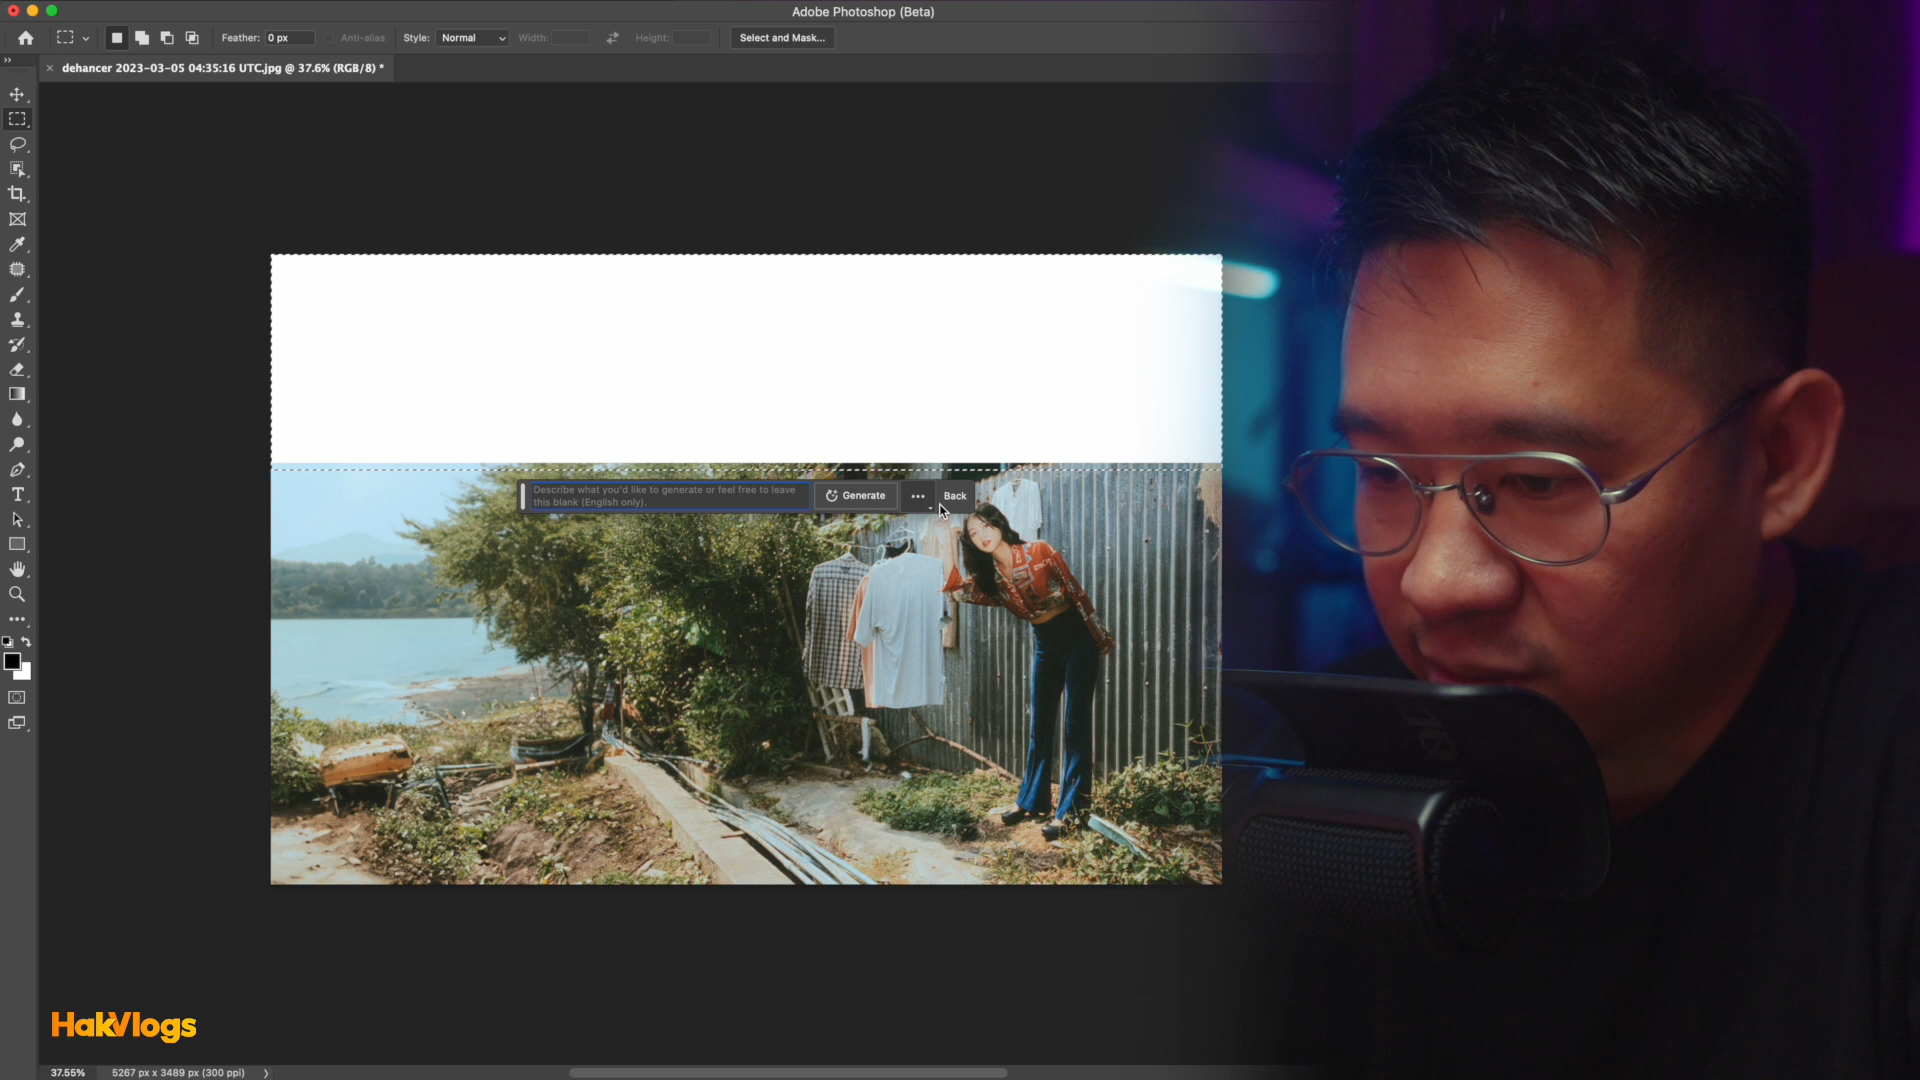 Adobe Photoshop (Beta)
Feather: 0 px Anti-alias Style: Normal Width: Height: Select and Mask...
dehancer 2023-03-05 04:35:16 UTC.jpg @ 37.6% (RGB/8) *
Describe what you'd like to generate or feel free to leave
this blank (English only).
Generate
Back
HakVlogs
37.55% 5267 px x 3489 px (300 ppi)